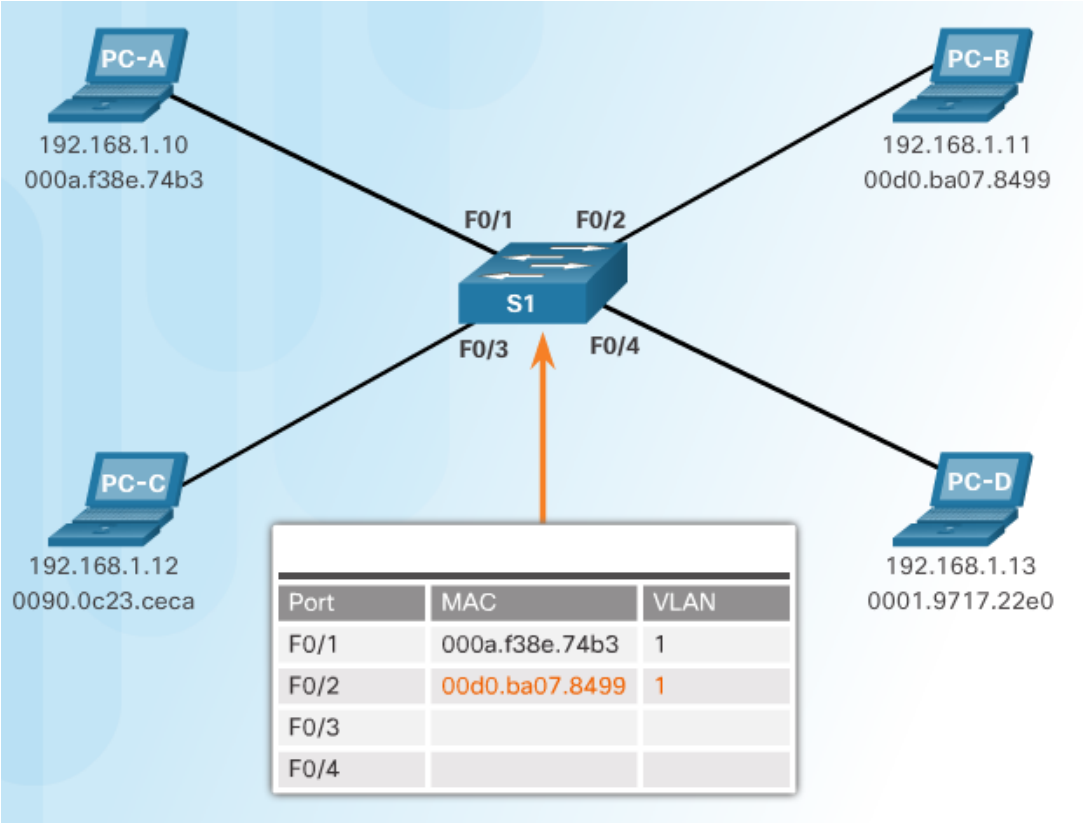 PC-A
192.168.1.10
000a.f38e.74b3
PC-B
192.168.1.11
00d0.ba07.8499
F0/1
F0/2
S1
F0/3
F0/4
PC-C
192.168.1.12
0090.0c23.ceca
PC-D
192.168.1.13
0001.9717.22e0
Port MAC VLAN
F0/1 000a.f38e.74b3 1
F0/2 00d0.ba07.8499 1
F0/3
F0/4